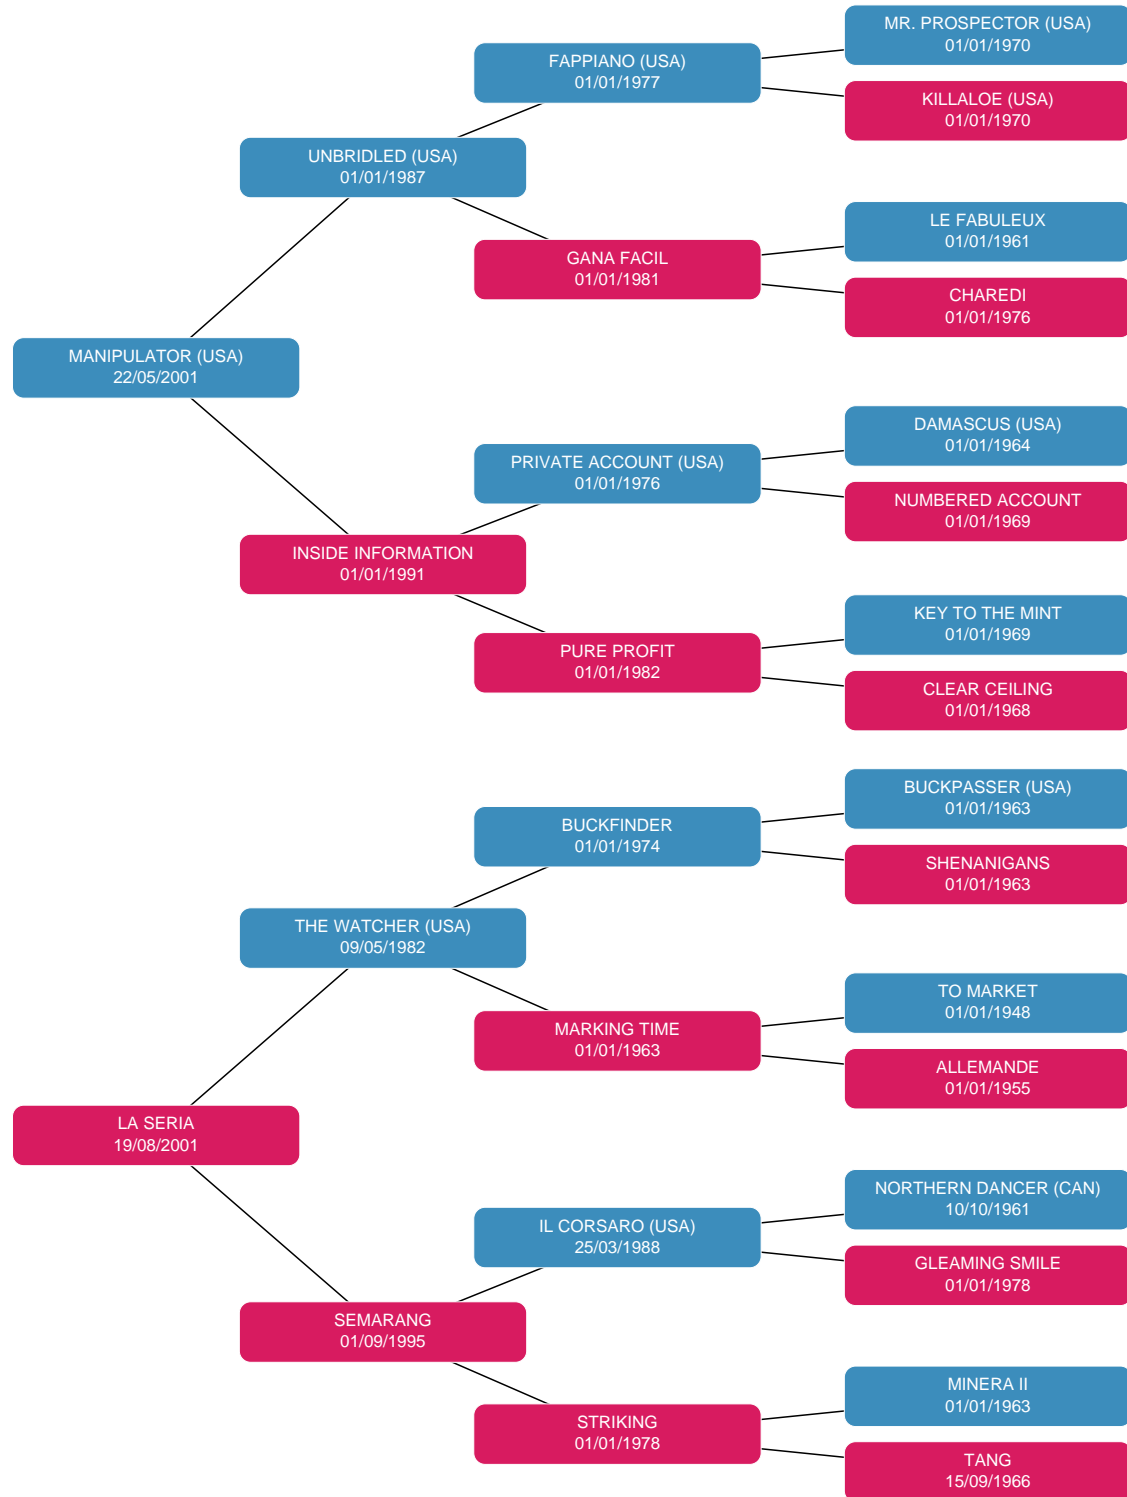 MR. PROSPECTOR (USA)
01/01/1970
FAPPIANO (USA)
01/01/1977
KILLALOE (USA)
01/01/1970
UNBRIDLED (USA)
01/01/1987
LE FABULEUX
01/01/1961
GANA FACIL
01/01/1981
CHAREDI
01/01/1976
MANIPULATOR (USA)
22/05/2001
DAMASCUS (USA)
01/01/1964
PRIVATE ACCOUNT (USA)
01/01/1976
NUMBERED ACCOUNT
01/01/1969
INSIDE INFORMATION
01/01/1991
KEY TO THE MINT
01/01/1969
PURE PROFIT
01/01/1982
CLEAR CEILING
01/01/1968
BUCKPASSER (USA)
01/01/1963
BUCKFINDER
01/01/1974
SHENANIGANS
01/01/1963
THE WATCHER (USA)
09/05/1982
TO MARKET
01/01/1948
MARKING TIME
01/01/1963
ALLEMANDE
01/01/1955
LA SERIA
19/08/2001
NORTHERN DANCER (CAN)
10/10/1961
IL CORSARO (USA)
25/03/1988
GLEAMING SMILE
01/01/1978
SEMARANG
01/09/1995
MINERA II
01/01/1963
STRIKING
01/01/1978
TANG
15/09/1966